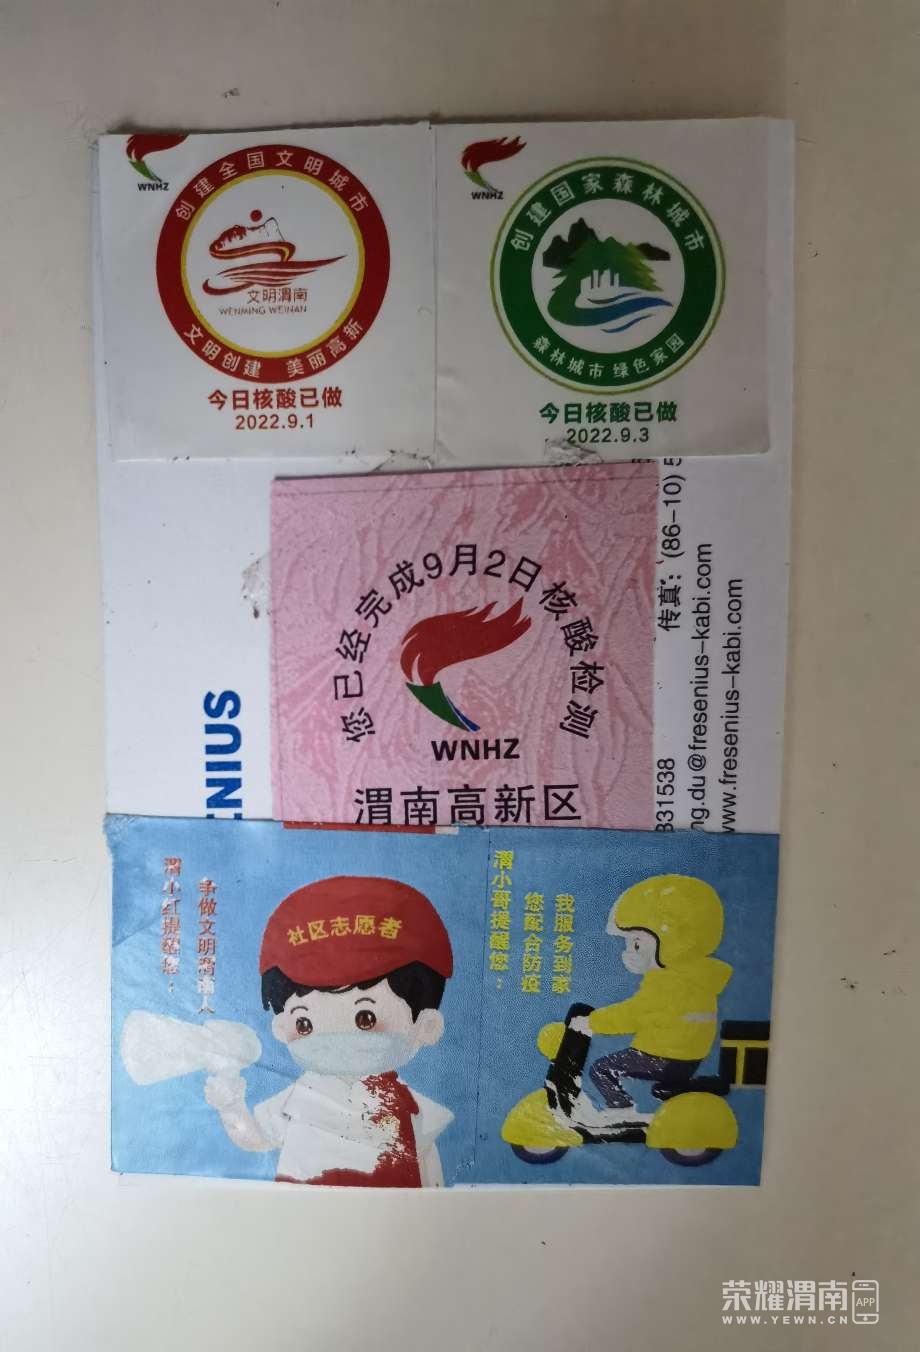 WNHZ
创建全国文明城市
文明渭南
WENMING WEINAN
文明创建 美丽高新
今日核酸已做
2022.9.1
WNHZ
创建国家森林城市
森林城市 绿色家园
今日核酸已做
2022.9.3
您已经完成9月2日核酸检测
WNHZ
渭南高新区
ENIUS
传真：(86-10) 5
831538
ng.du@fresenius-kabi.com
www.fresenius-kabi.com
渭小红提醒您：
争做文明渭南人
社区志愿者
渭小哥提醒您：
您配合防疫
我服务到家
荣耀渭南 APP
WWW.YEWN.CN